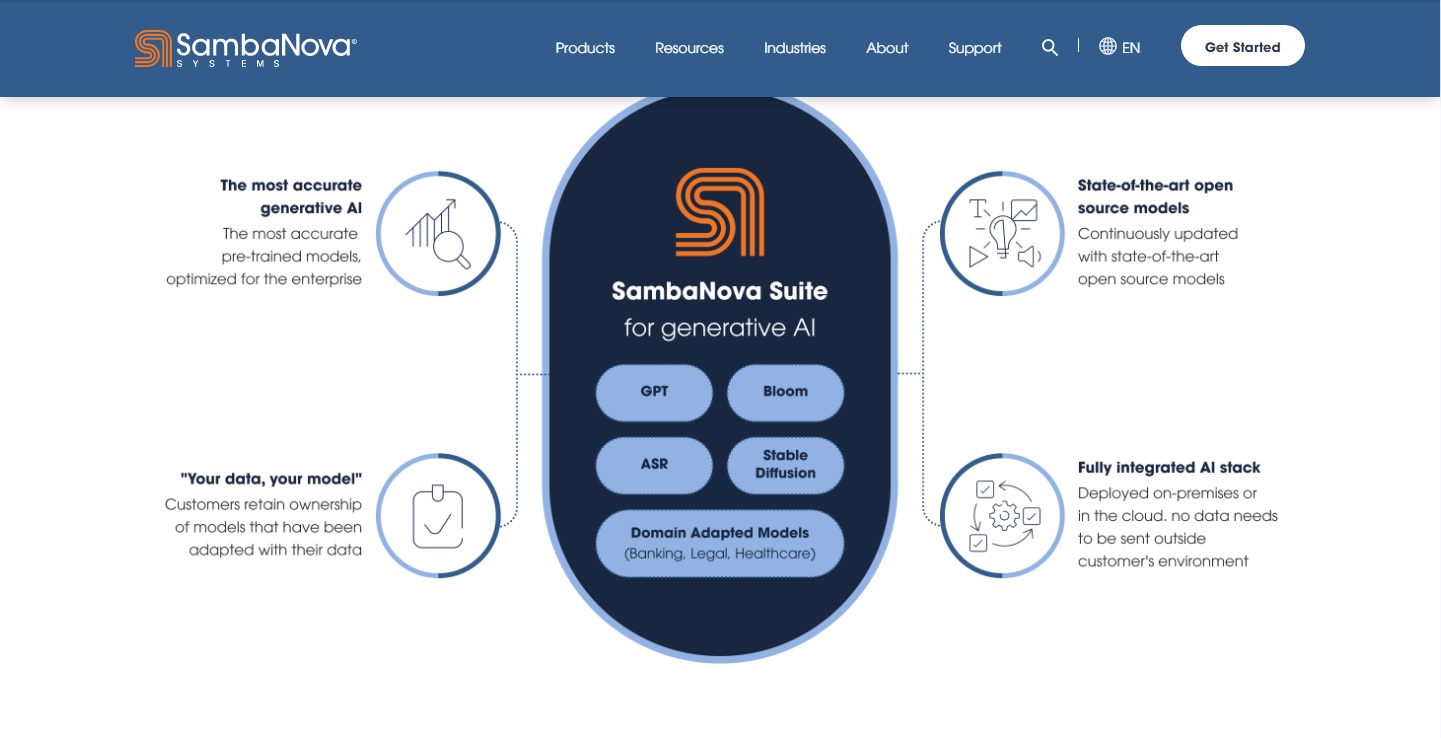 SambaNova®
SYSTEMS
Products
Resources
Industries
About
Support
EN
Get Started
The most accurate
generative AI
The most accurate
pre-trained models,
optimized for the enterprise
"Your data, your model"
Customers retain ownership
of models that have been
adapted with their data
SambaNova Suite
for generative AI
GPT
Bloom
ASR
Stable
Diffusion
Domain Adapted Models
(Banking, Legal, Healthcare)
T
State-of-the-art open
source models
Continuously updated
with state-of-the-art
open source models
Fully integrated AI stack
Deployed on-premises or
in the cloud. no data needs
to be sent outside
customer's environment